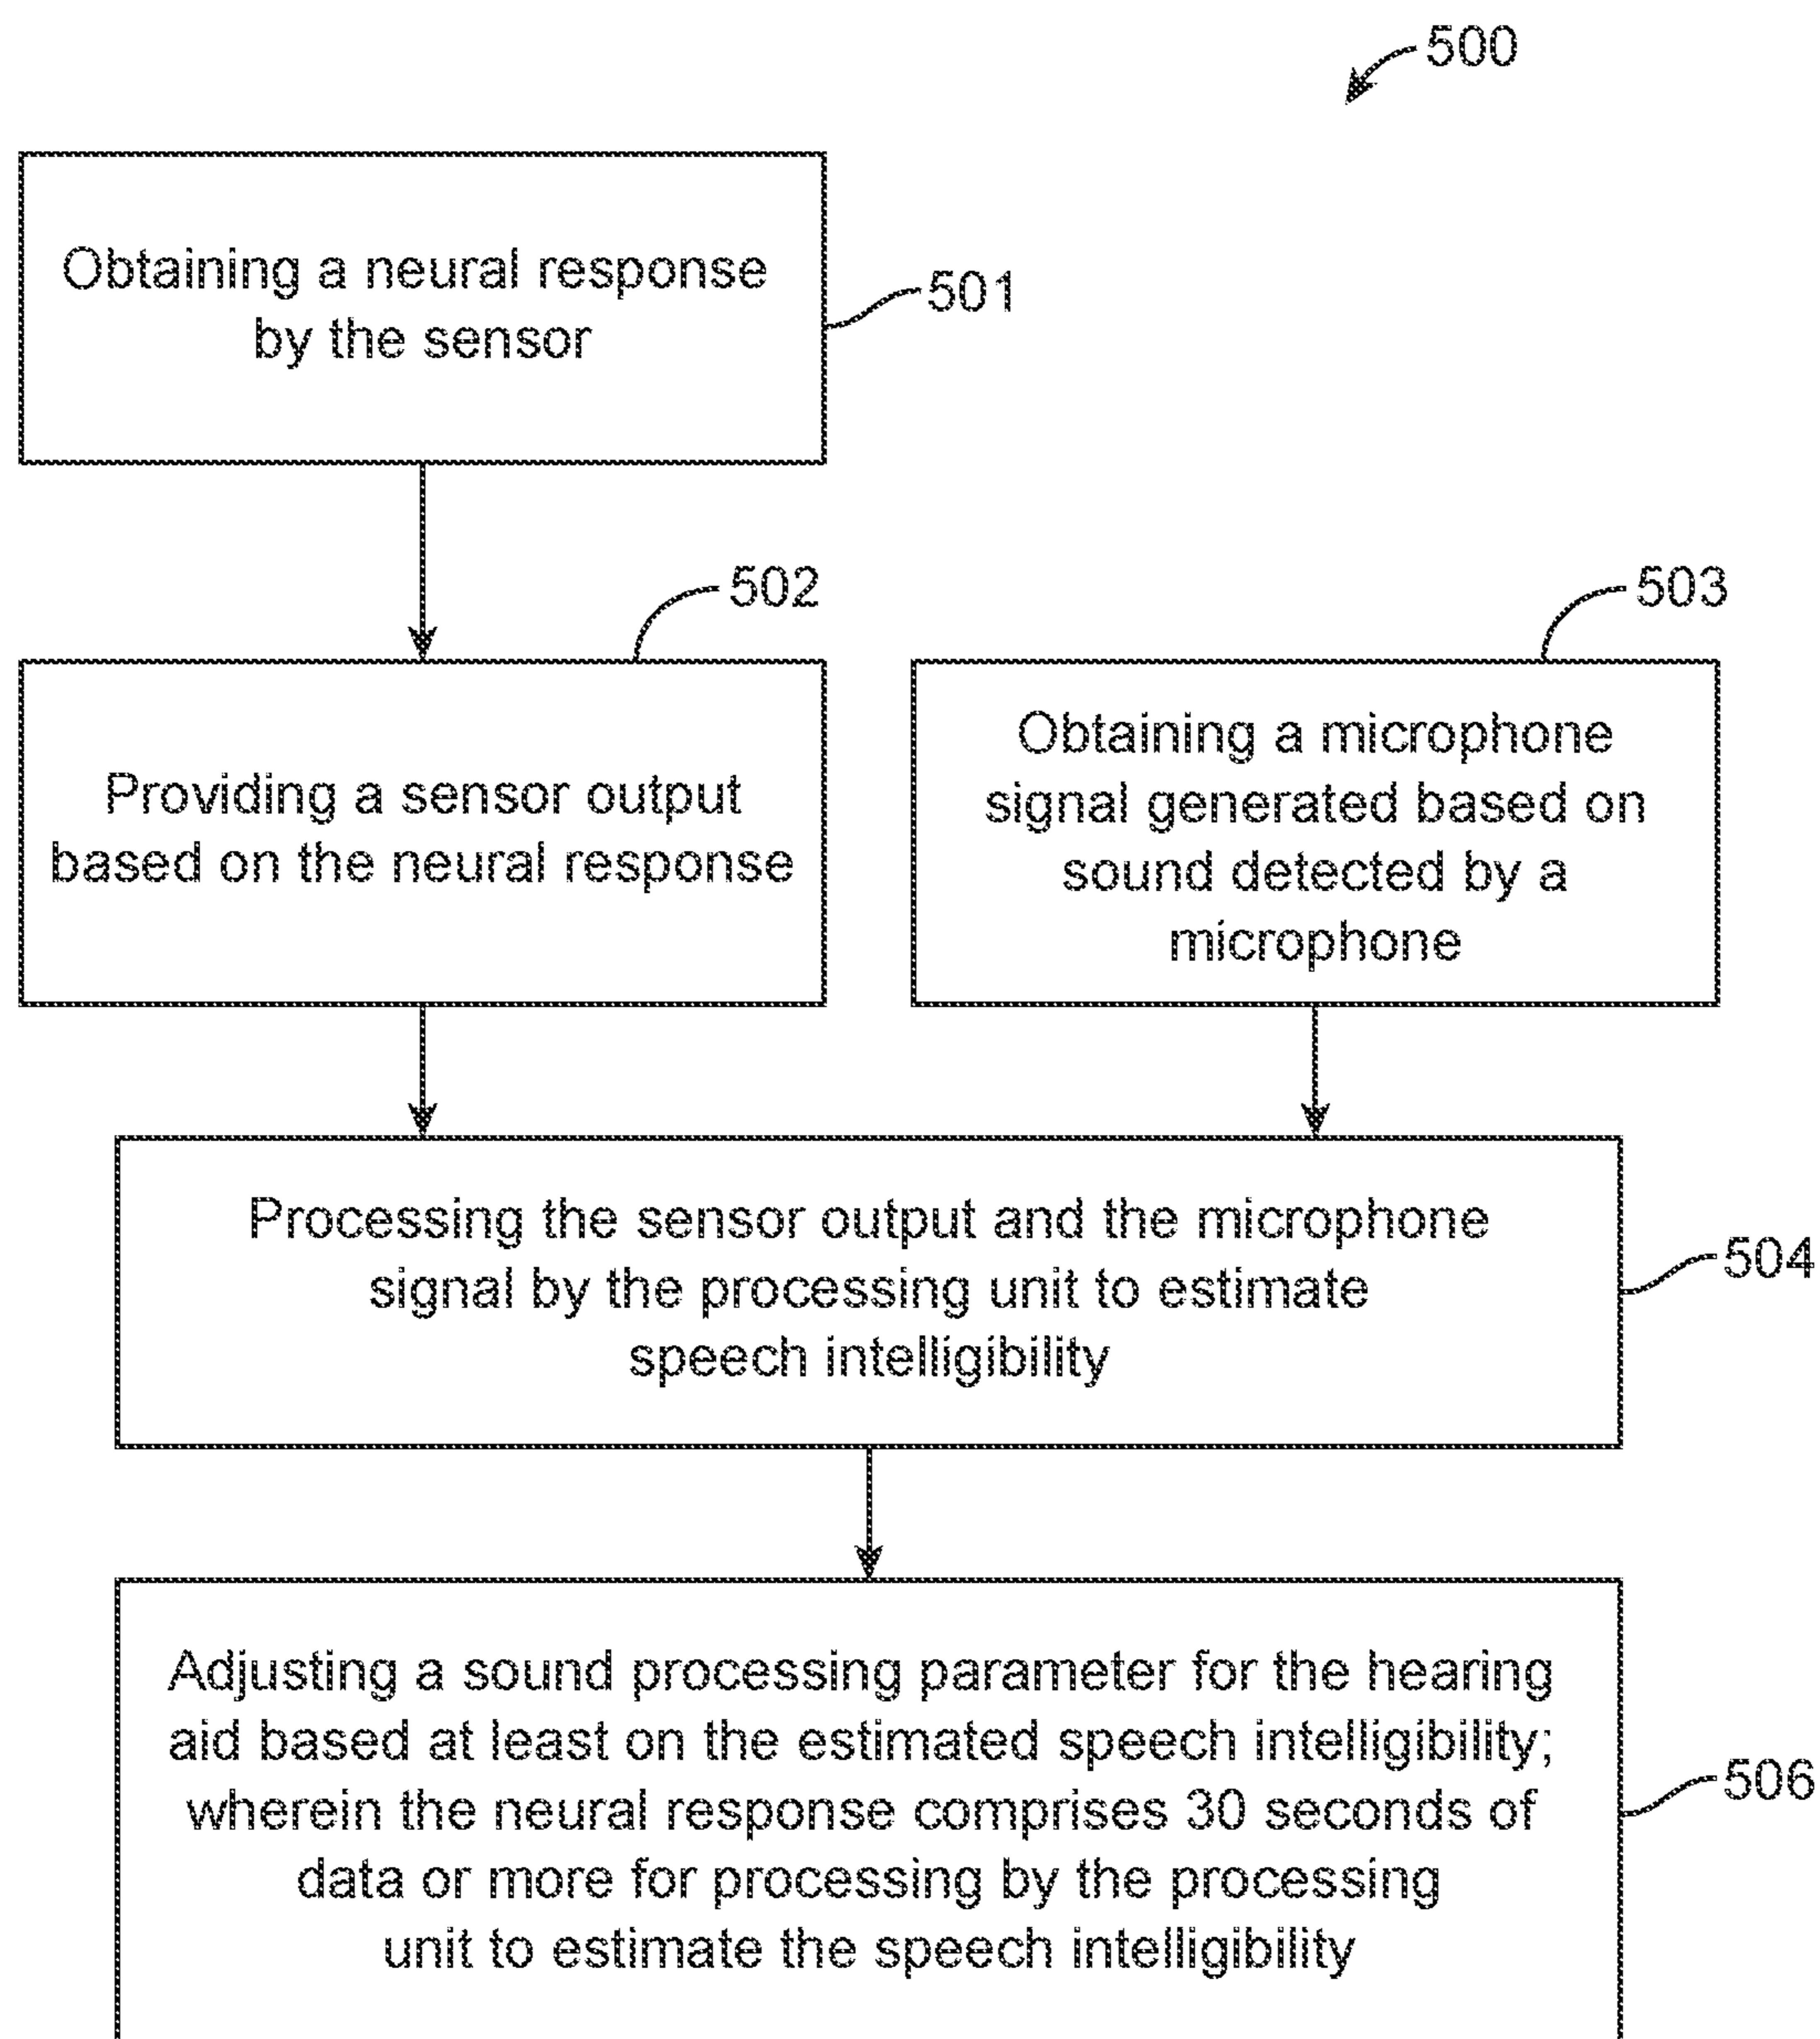 500
Obtaining a neural response
by the sensor
501
502
Providing a sensor output
based on the neural response
503
Obtaining a microphone
signal generated based on
sound detected by a
microphone
Processing the sensor output and the microphone
signal by the processing unit to estimate
speech intelligibility
504
Adjusting a sound processing parameter for the hearing
aid based at least on the estimated speech intelligibility;
wherein the neural response comprises 30 seconds of
data or more for processing by the processing
unit to estimate the speech intelligibility
506